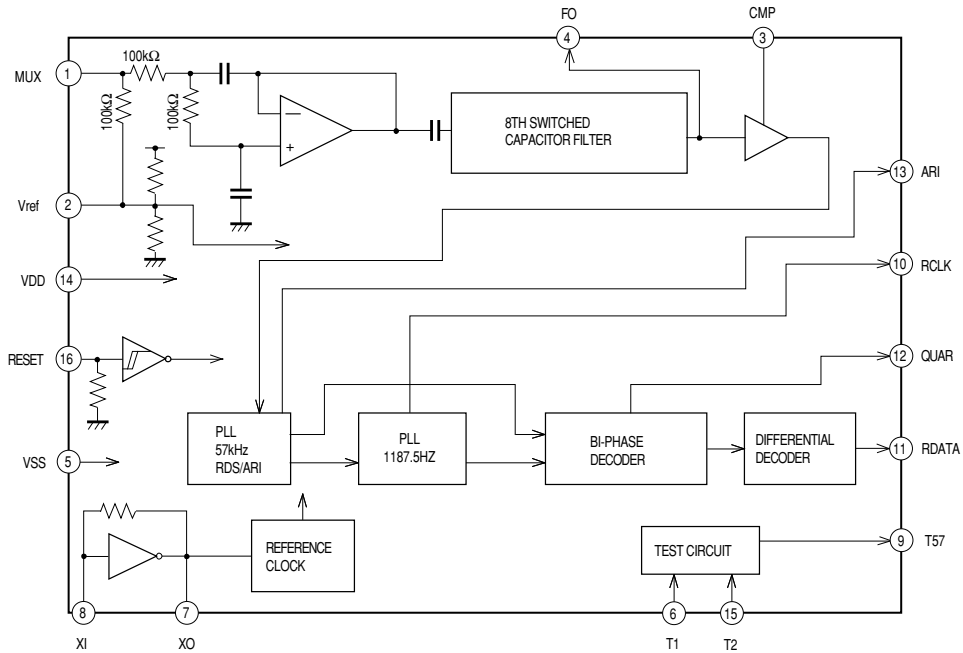 FO
CMP
4
3
100kΩ
MUX
1
100kΩ
100kΩ
−
+
8TH SWITCHED
CAPACITOR FILTER
13
ARI
Vref
2
10
RCLK
VDD
14
RESET
16
12
QUAR
PLL
57kHz
RDS/ARI
PLL
1187.5HZ
BI-PHASE
DECODER
DIFFERENTIAL
DECODER
11
RDATA
VSS
5
REFERENCE
CLOCK
TEST CIRCUIT
9
T57
8
7
6
15
XI
XO
T1
T2